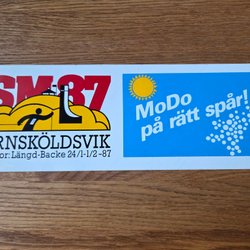 SM-87
RNSKÖLDSVIK
or: Längd-Backe 24/1-1/2 -87
MoDo
på rätt spår!